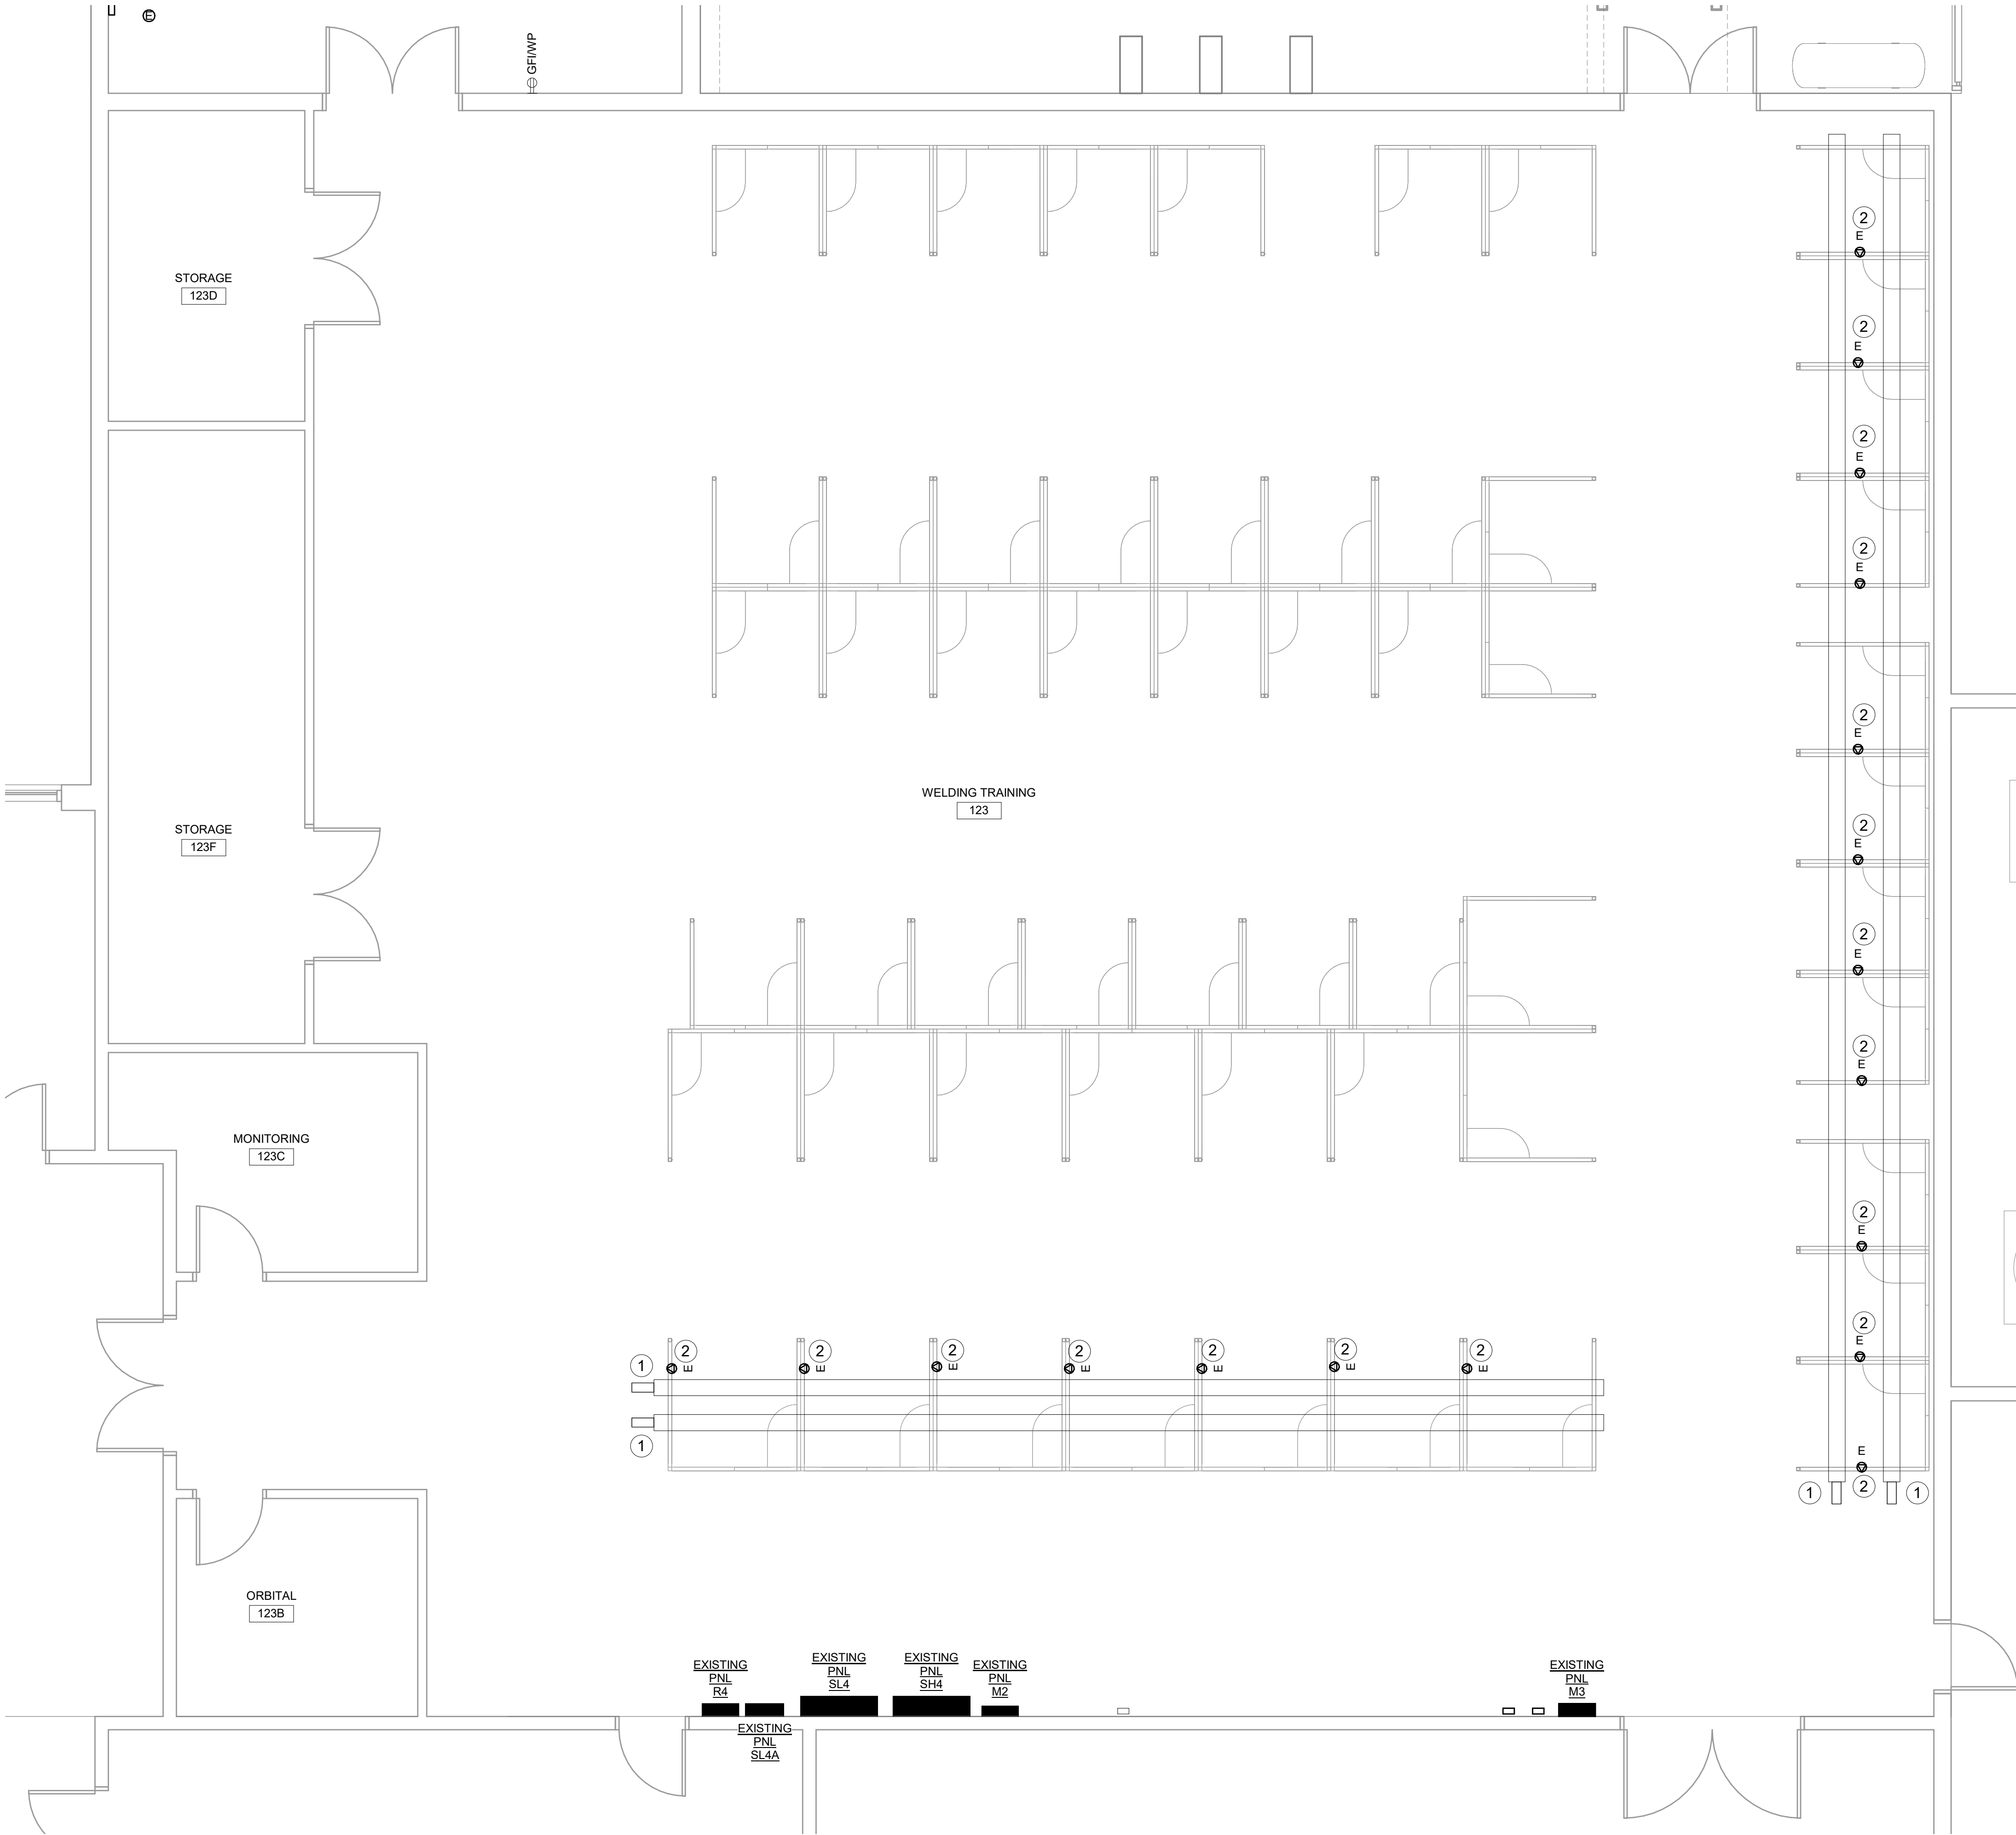 E
GFI/WP
2
E
STORAGE
123D
2
E
2
E
2
E
2
E
WELDING TRAINING
123
STORAGE
123F
2
E
2
E
2
E
MONITORING
123C
2
E
2
E
1
2
E
2
E
2
E
2
E
2
E
2
E
2
E
1
E
1
2
1
ORBITAL
123B
EXISTING
PNL
R4
EXISTING
PNL
SL4
EXISTING
PNL
SH4
EXISTING
PNL
M2
EXISTING
PNL
M3
EXISTING
PNL
SL4A